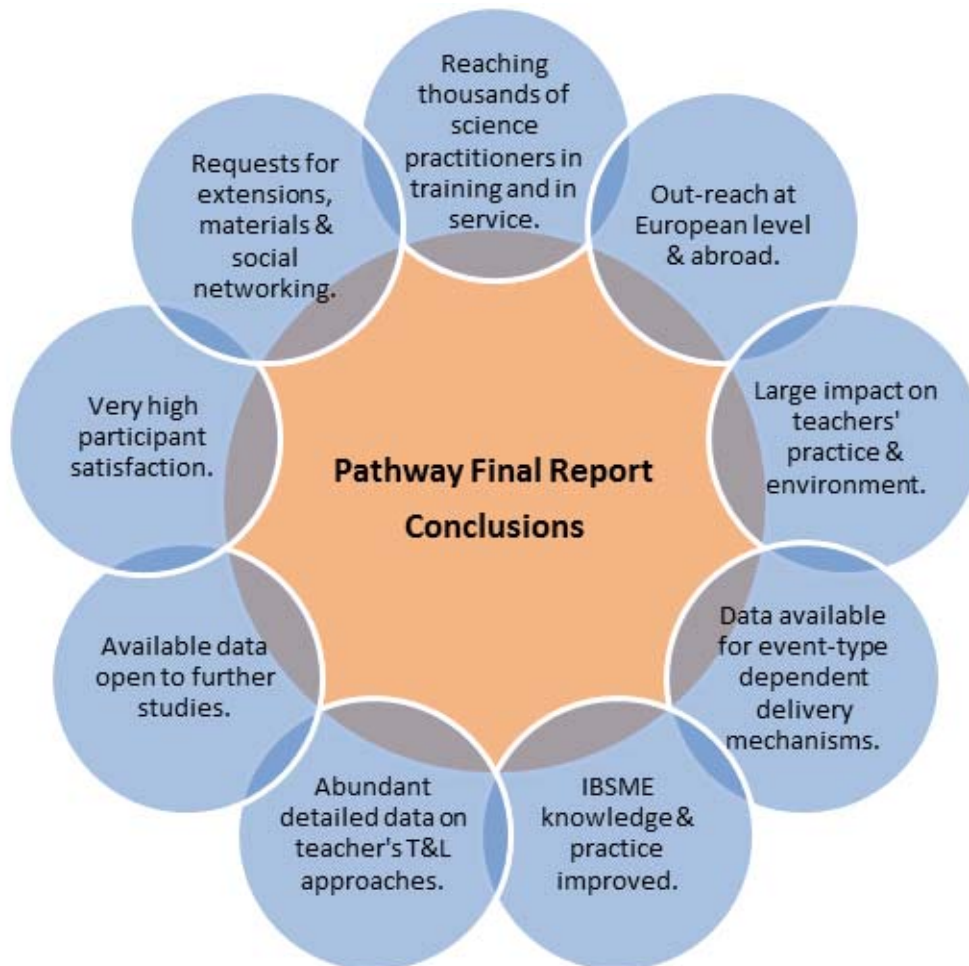 Reaching
thousands of
science
practitioners in
training and in
service.
Out-reach at
European level
& abroad.
Large impact on
teachers'
practice &
environment.
Data available
for event-type
dependent
delivery
mechanisms.
IBSME
knowledge &
practice
improved.
Abundant
detailed data on
teacher's T&L
approaches.
Available data
open to further
studies.
Very high
participant
satisfaction.
Requests for
extensions,
materials &
social
networking.
Pathway Final Report
Conclusions